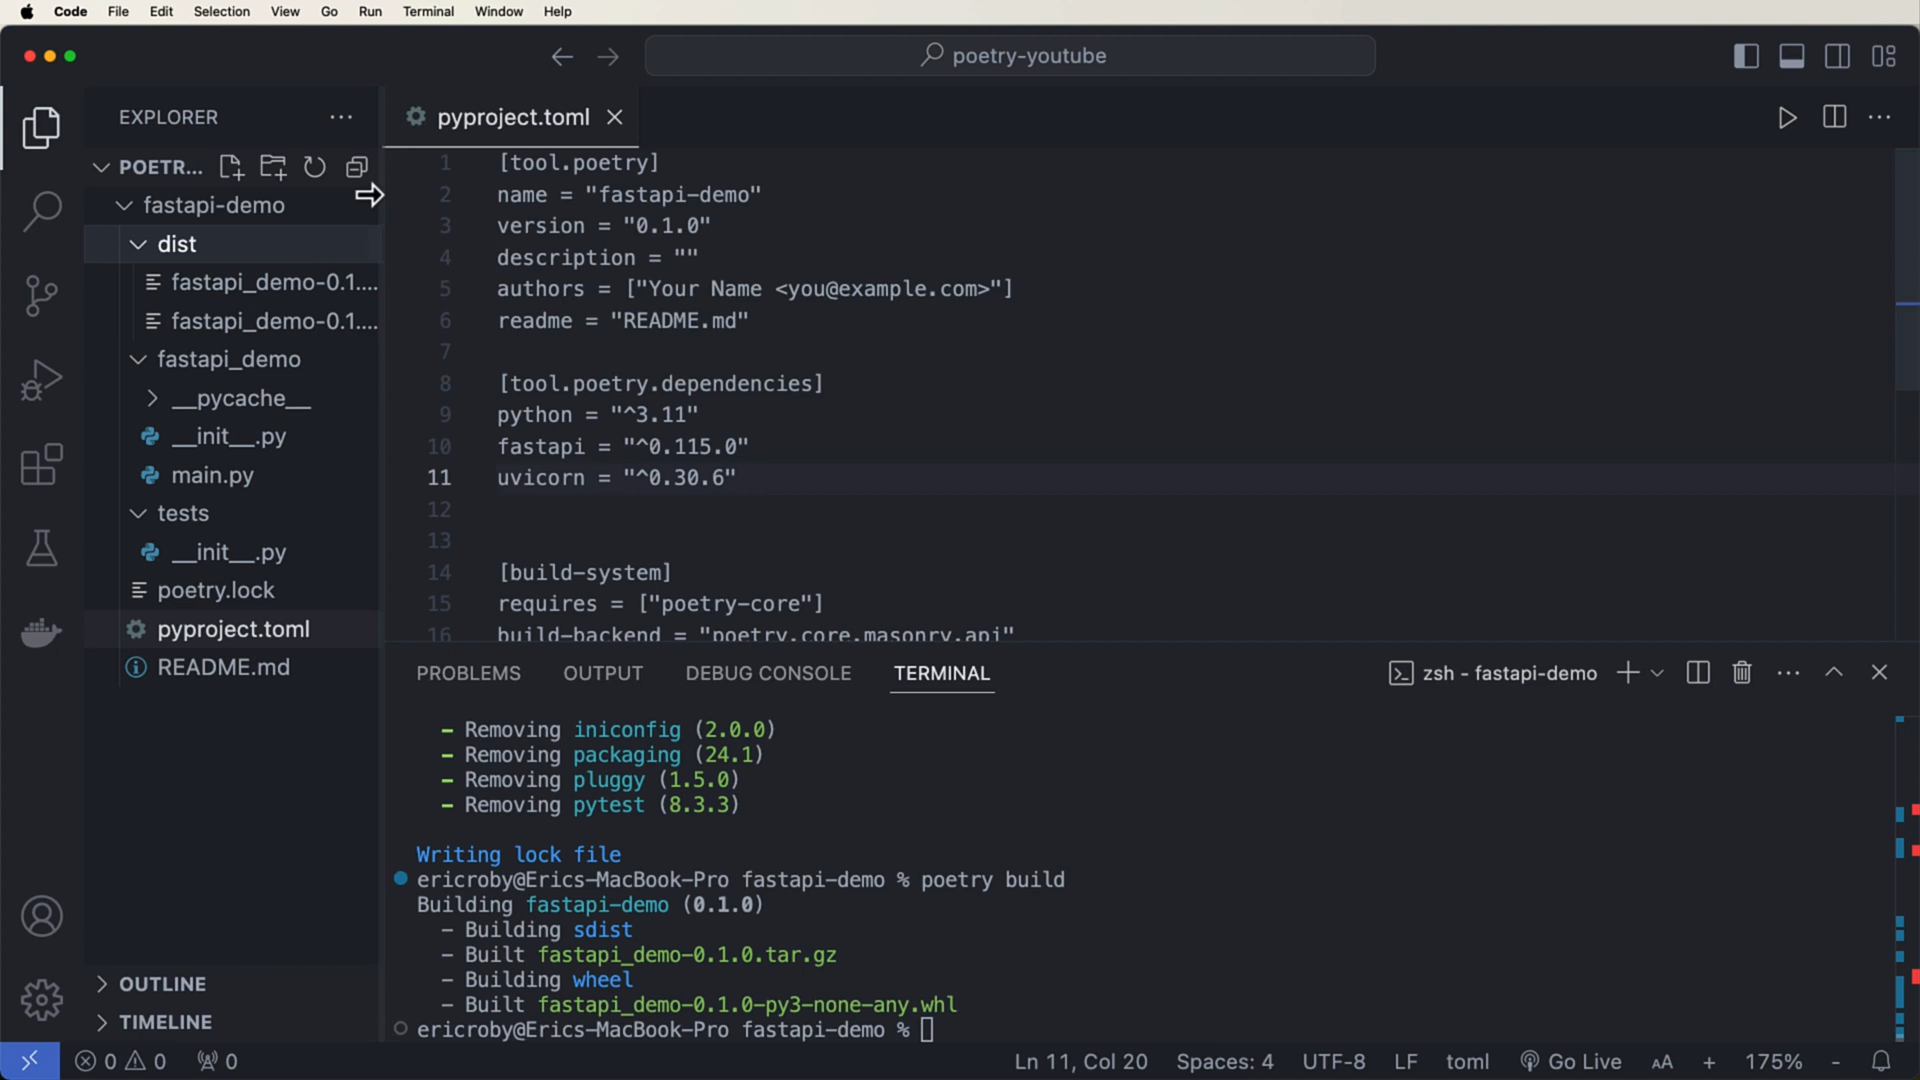 Code File Edit Selection View Go Run Terminal Window Help
poetry-youtube
EXPLORER
POETR...
fastapi-demo
dist
fastapi_demo-0.1....
fastapi_demo-0.1....
fastapi_demo
__pycache__
__init__.py
main.py
tests
__init__.py
poetry.lock
pyproject.toml
README.md
OUTLINE
TIMELINE
pyproject.toml
1 [tool.poetry]
2 name = "fastapi-demo"
3 version = "0.1.0"
4 description = ""
5 authors = ["Your Name <you@example.com>"]
6 readme = "README.md"
7
8 [tool.poetry.dependencies]
9 python = "^3.11"
10 fastapi = "^0.115.0"
11 uvicorn = "^0.30.6"
12
13
14 [build-system]
15 requires = ["poetry-core"]
16 build-backend = "poetry.core.masonry.api"
PROBLEMS OUTPUT DEBUG CONSOLE TERMINAL zsh - fastapi-demo
- Removing iniconfig (2.0.0)
- Removing packaging (24.1)
- Removing pluggy (1.5.0)
- Removing pytest (8.3.3)
Writing lock file
ericroby@Erics-MacBook-Pro fastapi-demo % poetry build
Building fastapi-demo (0.1.0)
- Building sdist
- Built fastapi_demo-0.1.0.tar.gz
- Building wheel
- Built fastapi_demo-0.1.0-py3-none-any.whl
ericroby@Erics-MacBook-Pro fastapi-demo %
0 0 0 Ln 11, Col 20 Spaces: 4 UTF-8 LF toml Go Live AA + 175% -